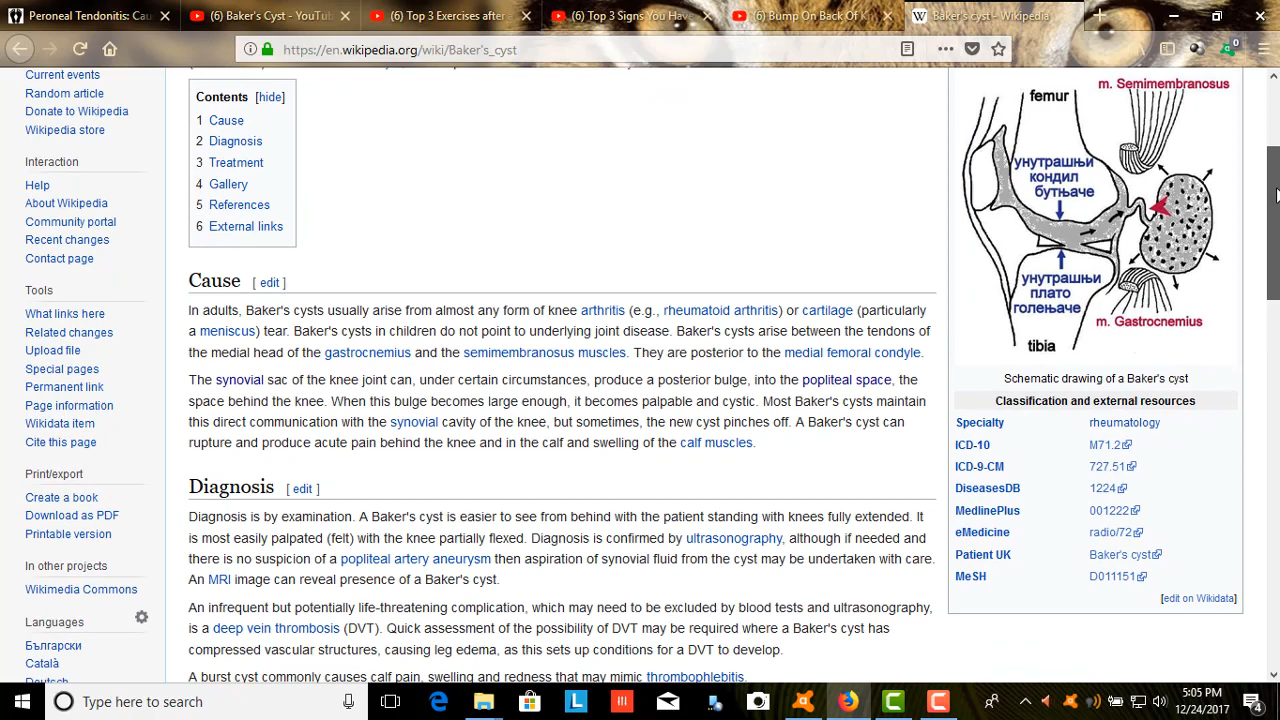 Peroneal Tendonitis: Cau
(6) Baker's Cyst - YouTub
(6) Top 3 Exercises after
(6) Top 3 Signs You Have
(6) Bump On Back Of Kn
Baker's cyst - Wikipedia
https://en.wikipedia.org/wiki/Baker's_cyst
0
Current events
Random article
Donate to Wikipedia
Wikipedia store
Interaction
Help
About Wikipedia
Community portal
Recent changes
Contact page
Tools
What links here
Related changes
Upload file
Special pages
Permanent link
Page information
Wikidata item
Cite this page
Print/export
Create a book
Download as PDF
Printable version
In other projects
Wikimedia Commons
Languages
Български
Català
Deutsch
Contents [hide]
1 Cause
2 Diagnosis
3 Treatment
4 Gallery
5 References
6 External links
Cause [ edit ]
In adults, Baker's cysts usually arise from almost any form of knee arthritis (e.g., rheumatoid arthritis) or cartilage (particularly
a meniscus) tear. Baker's cysts in children do not point to underlying joint disease. Baker's cysts arise between the tendons
of the medial head of the gastrocnemius and the semimembranosus muscles. They are posterior to the medial femoral condyle.
The synovial sac of the knee joint can, under certain circumstances, produce a posterior bulge, into the popliteal space, the
space behind the knee. When this bulge becomes large enough, it becomes palpable and cystic. Most Baker's cysts maintain
this direct communication with the synovial cavity of the knee, but sometimes, the new cyst pinches off. A Baker's cyst can
rupture and produce acute pain behind the knee and in the calf and swelling of the calf muscles.
Diagnosis [ edit ]
Diagnosis is by examination. A Baker's cyst is easier to see from behind with the patient standing with knees fully extended. It
is most easily palpated (felt) with the knee partially flexed. Diagnosis is confirmed by ultrasonography, although if needed and
there is no suspicion of a popliteal artery aneurysm then aspiration of synovial fluid from the cyst may be undertaken with care.
An MRI image can reveal presence of a Baker's cyst.
An infrequent but potentially life-threatening complication, which may need to be excluded by blood tests and ultrasonography,
is a deep vein thrombosis (DVT). Quick assessment of the possibility of DVT may be required where a Baker's cyst has
compressed vascular structures, causing leg edema, as this sets up conditions for a DVT to develop.
A burst cyst commonly causes calf pain, swelling and redness that may mimic thrombophlebitis.
m. Semimembranosus
femur
унутрашњи
кондил
бутњаче
унутрашњи
плато
голењаче
m. Gastrocnemius
tibia
Schematic drawing of a Baker's cyst
Classification and external resources
Specialty rheumatology
ICD-10 M71.2
ICD-9-CM 727.51
DiseasesDB 1224
MedlinePlus 001222
eMedicine radio/72
Patient UK Baker's cyst
MeSH D011151
[edit on Wikidata]
Type here to search
5:05 PM
12/24/2017
4